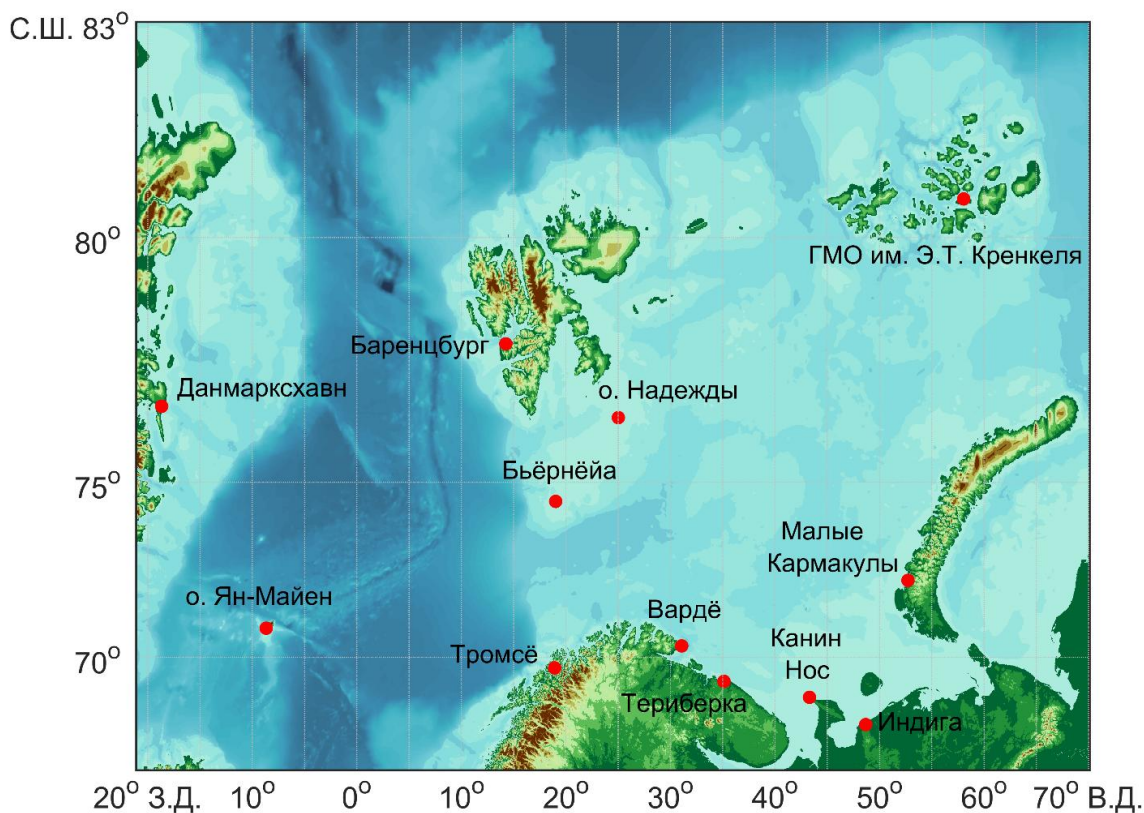 С.Ш. 83°
80°
ГМО им. Э.Т. Кренкеля
Баренцбург
Данмарксхавн
о. Надежды
75°
Бьёрнёйа
Малые
Кармакулы
о. Ян-Майен
Вардё
Канин
Нос
70°
Тромсё
Териберка
Индига
20° З.Д. 10° 0° 10° 20° 30° 40° 50° 60° 70° В.Д.